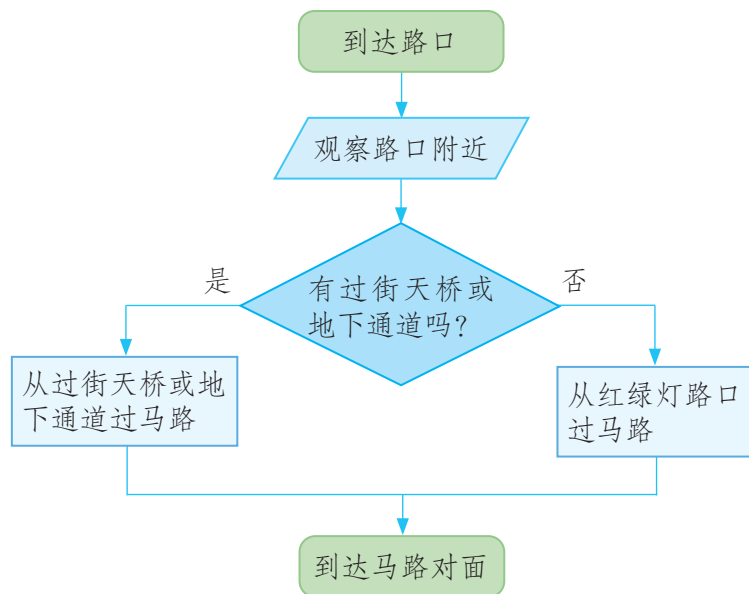 到达路口
观察路口附近
是
有过街天桥或
地下通道吗？
否
从过街天桥或地
下通道过马路
从红绿灯路口
过马路
到达马路对面